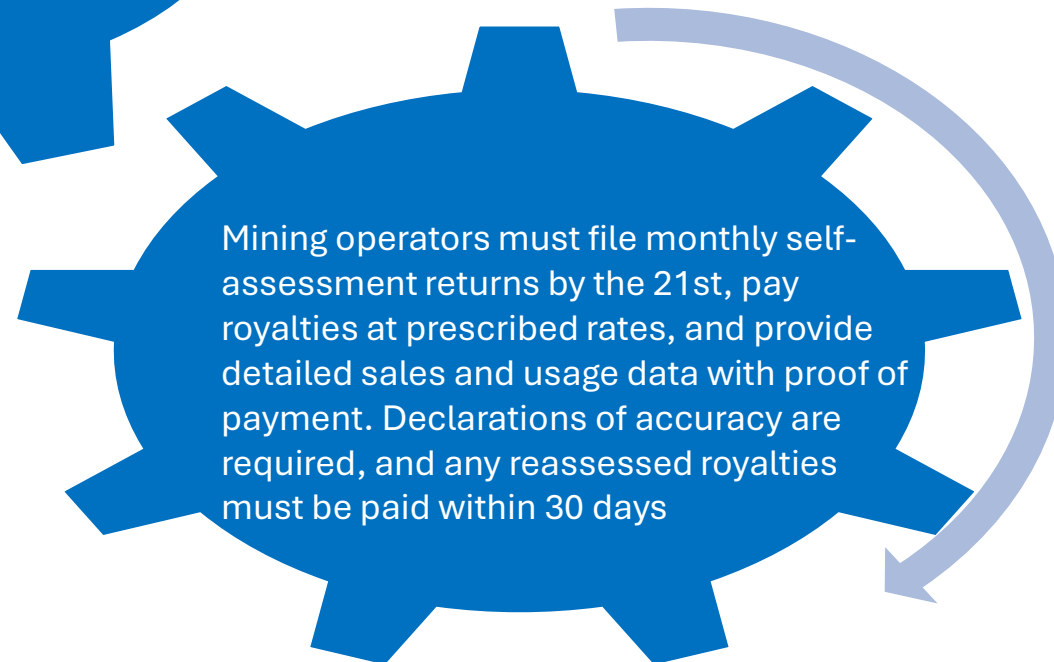 Mining operators must file monthly self-
assessment returns by the 21st, pay
royalties at prescribed rates, and provide
detailed sales and usage data with proof of
payment. Declarations of accuracy are
required, and any reassessed royalties
must be paid within 30 days